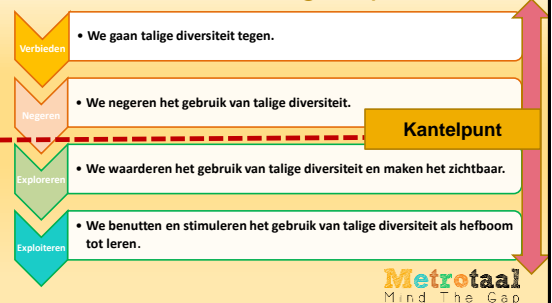 Verbieden
• We gaan talige diversiteit tegen.
Negeren
• We negeren het gebruik van talige diversiteit.
Kantelpunt
Exploreren
• We waarderen het gebruik van talige diversiteit en maken het zichtbaar.
Exploiteren
• We benutten en stimuleren het gebruik van talige diversiteit als hefboom
tot leren.
Metrotaal
Mind The Gap